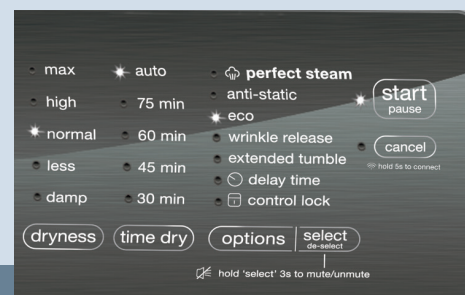 max
high
normal
less
damp
dryness
auto
75 min
60 min
45 min
30 min
time dry
perfect steam
anti-static
eco
wrinkle release
extended tumble
delay time
control lock
options
select
de-select
hold 'select' 3s to mute/unmute
start
pause
cancel
hold 5s to connect